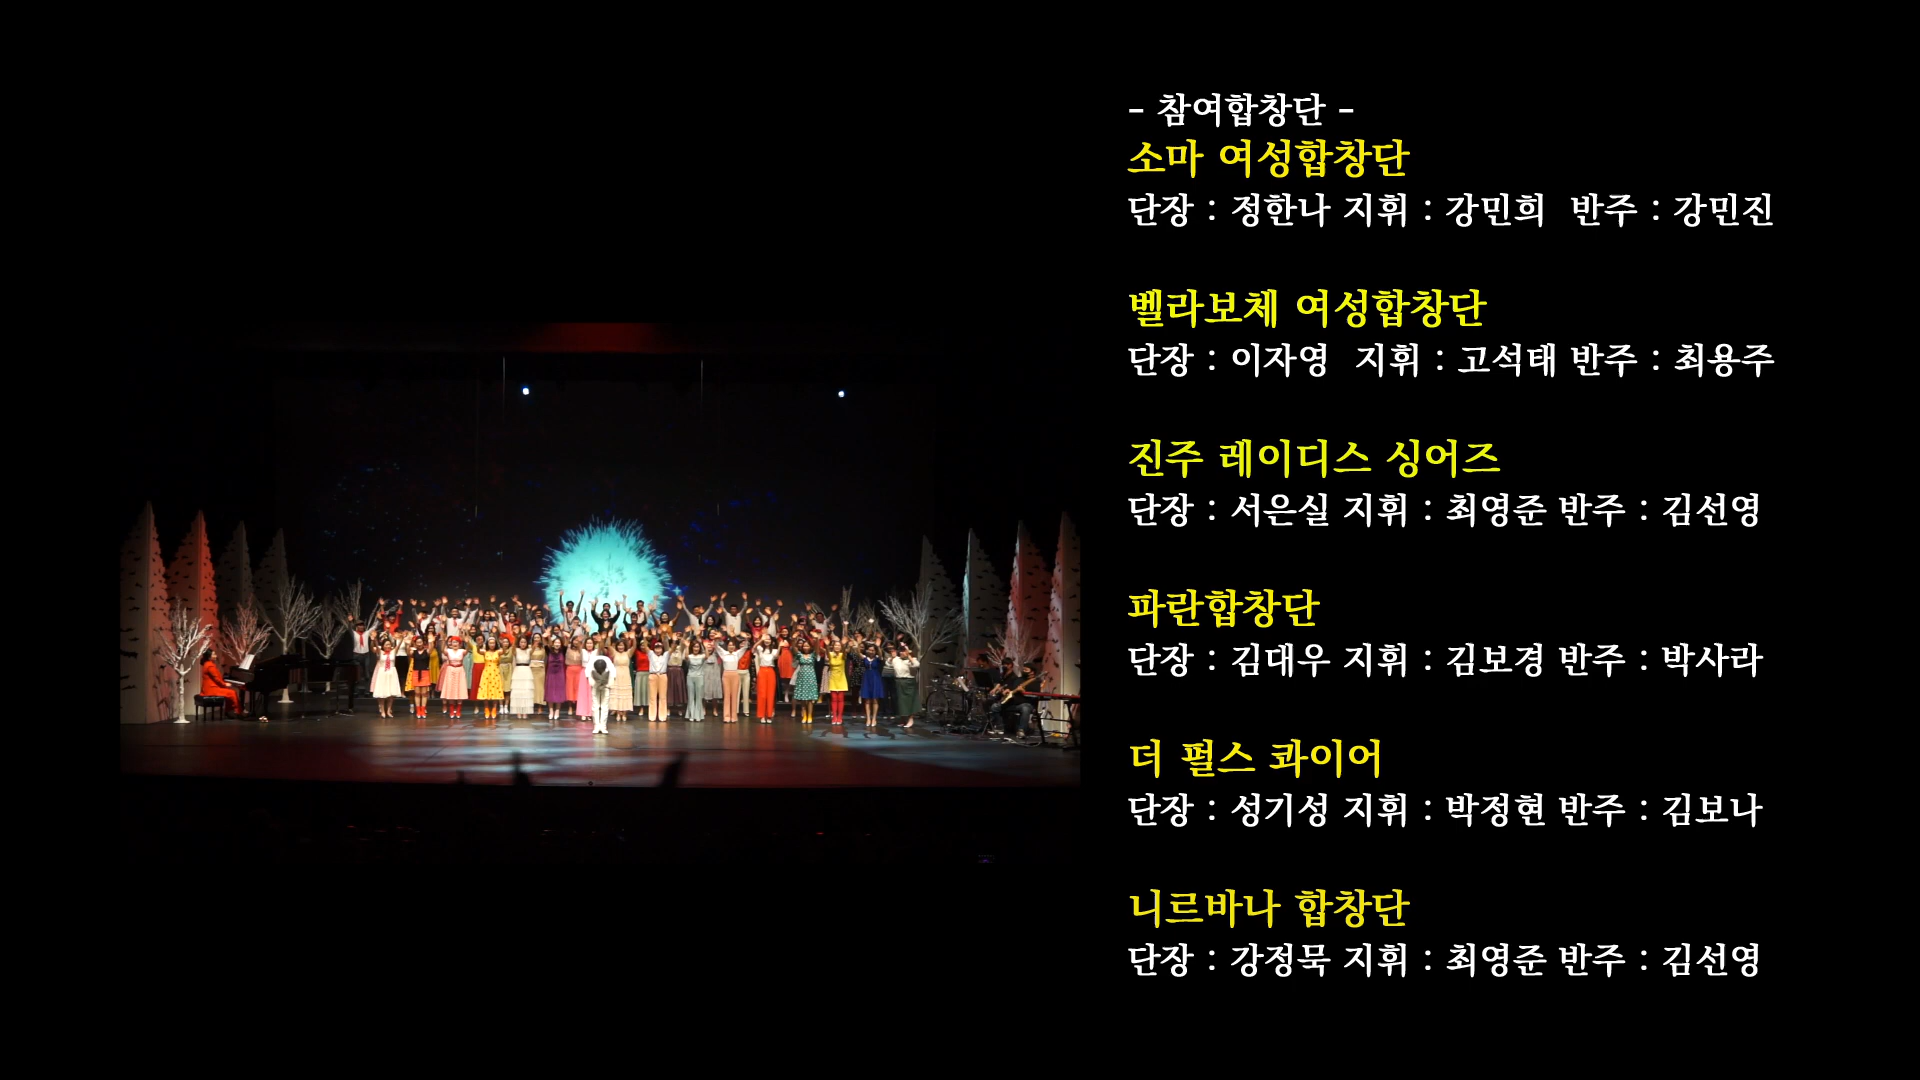 - 참여합창단 -
소마 여성합창단
단장 : 정한나 지휘 : 강민희 반주 : 강민진
벨라보체 여성합창단
단장 : 이자영 지휘 : 고석태 반주 : 최용주
진주 레이디스 싱어즈
단장 : 서은실 지휘 : 최영준 반주 : 김선영
파란합창단
단장 : 김대우 지휘 : 김보경 반주 : 박사라
더 펄스 콰이어
단장 : 성기성 지휘 : 박정현 반주 : 김보나
니르바나 합창단
단장 : 강정묵 지휘 : 최영준 반주 : 김선영